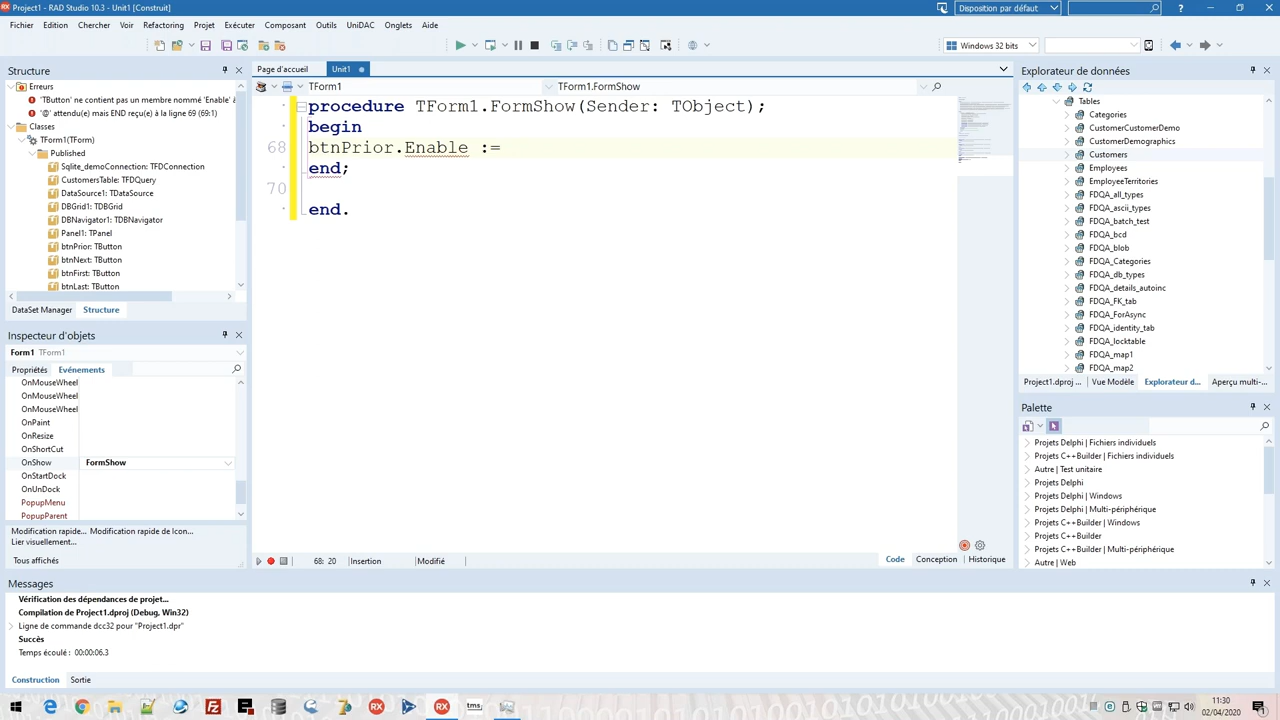 Project1 - RAD Studio 10.3 - Unit1 [Construit]
Disposition par défaut
Fichier Edition Chercher Voir Refactoring Projet Exécuter Composant Outils UniDAC Onglets Aide
Windows 32 bits
Structure
Erreurs
'TButton' ne contient pas un membre nommé 'Enable' à
Classes
TForm1(TForm)
Published
Sqlite_demoConnection: TFDConnection
CustomersTable: TFDQuery
DataSource1: TDataSource
DBGrid1: TDBGrid
DBNavigator1: TDBNavigator
Panel1: TPanel
btnPrior: TButton
btnNext: TButton
btnFirst: TButton
btnLast: TButton
DataSet Manager Structure
Inspecteur d'objets
Form1 TForm1
Propriétés Evénements
OnMouseWheel
OnMouseWheel
OnMouseWheel
OnPaint
OnResize
OnShortCut
OnShow FormShow
OnStartDock
OnUnDock
PopupMenu
PopupParent
Modification rapide... Modification rapide de Icon...
Lier visuellement...
Tous affichés
Page d'accueil Unit1
TForm1 TForm1.FormShow
procedure TForm1.FormShow(Sender: TObject);
begin
68 btnPrior.Enable :=
end;
70
end.
68: 20 Insertion Modifié
Code Conception Historique
Explorateur de données
Tables
Categories
CustomerCustomerDemo
CustomerDemographics
Customers
Employees
EmployeeTerritories
FDQA_all_types
FDQA_ascii_types
FDQA_batch_test
FDQA_bcd
FDQA_blob
FDQA_Categories
FDQA_db_types
FDQA_details_autoinc
FDQA_FK_tab
FDQA_ForAsync
FDQA_identity_tab
FDQA_locktable
FDQA_map1
FDQA_map2
Project1.dproj ... Vue Modèle Explorateur d... Aperçu multi-...
Palette
Projets Delphi | Fichiers individuels
Projets C++Builder | Fichiers individuels
Autre | Test unitaire
Projets Delphi
Projets Delphi | Windows
Projets Delphi | Multi-périphérique
Projets C++Builder | Windows
Projets C++Builder
Projets C++Builder | Multi-périphérique
Autre | Web
Messages
Vérification des dépendances de projet...
Compilation de Project1.dproj (Debug, Win32)
Ligne de commande dcc32 pour "Project1.dpr"
Succès
Temps écoulé : 00:00:06.3
Construction Sortie
RX
tms
RX
11:30
02/04/2020